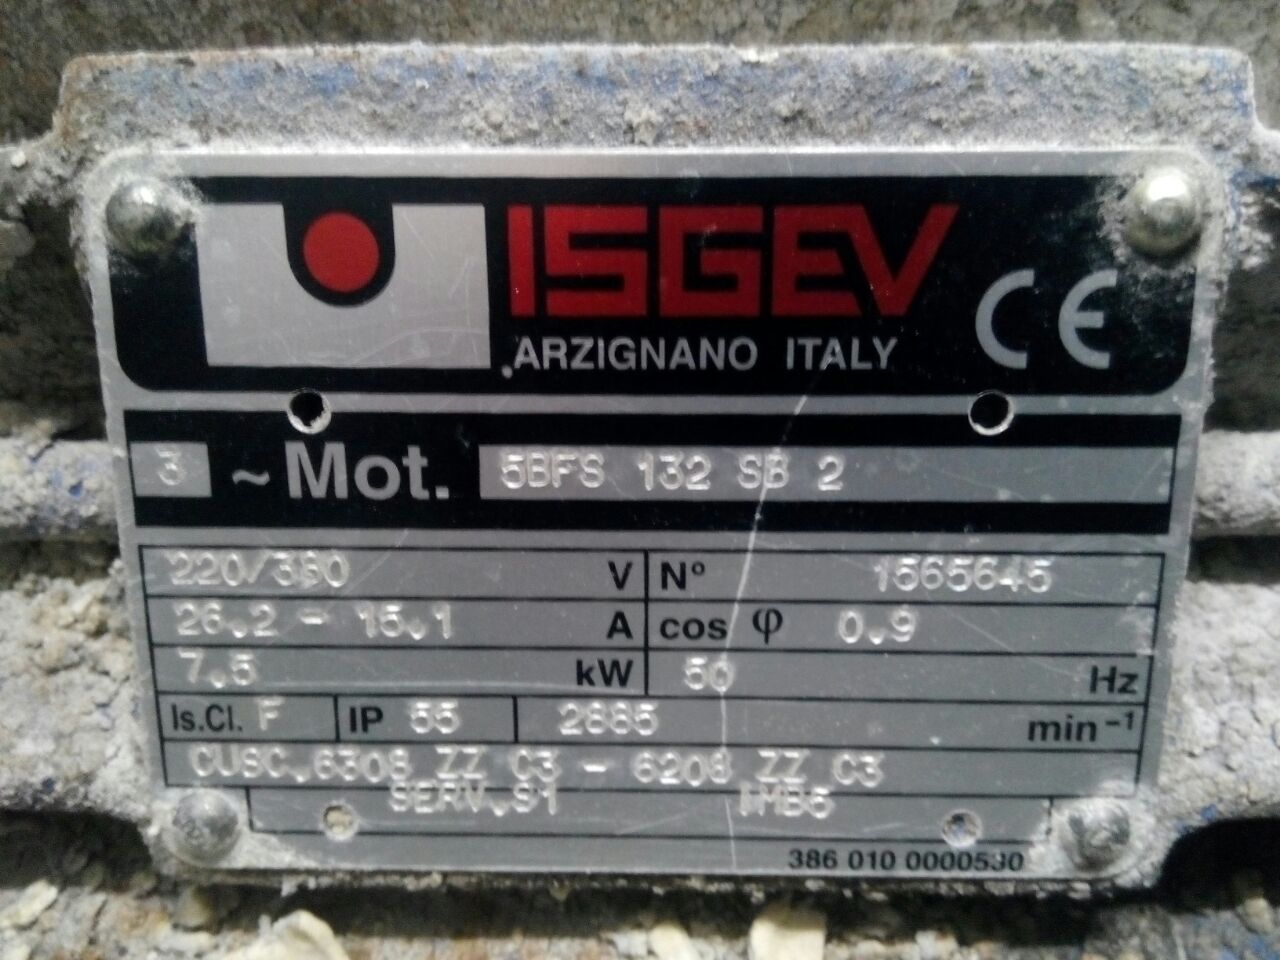 ISGEV
ARZIGNANO ITALY CE
3 ~ Mot. 5BFS 132 SB 2
220/380 V N° 1565645
26.2 - 15.1 A cos φ 0.9
7.5 kW 50 Hz
Is.Cl. F IP 55 2885 min⁻¹
CUSC.6308 ZZ C3 - 6208 ZZ C3
SERV.S1 IMB5
386 010 0000530